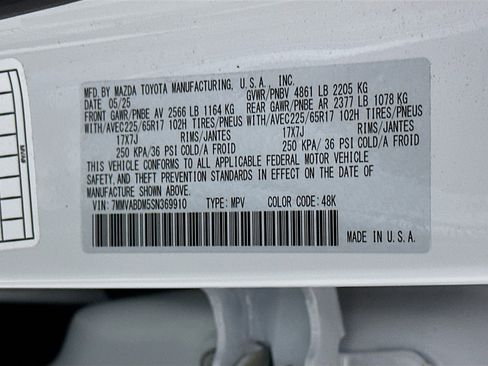 MFD. BY MAZDA TOYOTA MANUFACTURING, U.S.A., INC.
DATE 05/25 GVWR/PNBV 4861 LB 2205 KG
FRONT GAWR/PNBE AV 2566 LB 1164 KG REAR GAWR/PNBE AR 2377 LB 1078 KG
WITH/AVEC225/65R17 102H TIRES/PNEUS WITH/AVEC225/65R17 102H TIRES/PNEUS
17X7J RIMS/JANTES 17X7J RIMS/JANTES
250 KPA/36 PSI COLD/A FROID 250 KPA/36 PSI COLD/A FROID
THIS VEHICLE CONFORMS TO ALL APPLICABLE FEDERAL MOTOR VEHICLE
SAFETY, AND THEFT PREVENTION STANDARDS IN EFFECT ON THE DATE OF
MANUFACTURE SHOWN ABOVE.
VIN: 7MMVABDM5SN369910 TYPE: MPV COLOR CODE: 48K
MADE IN U.S.A.